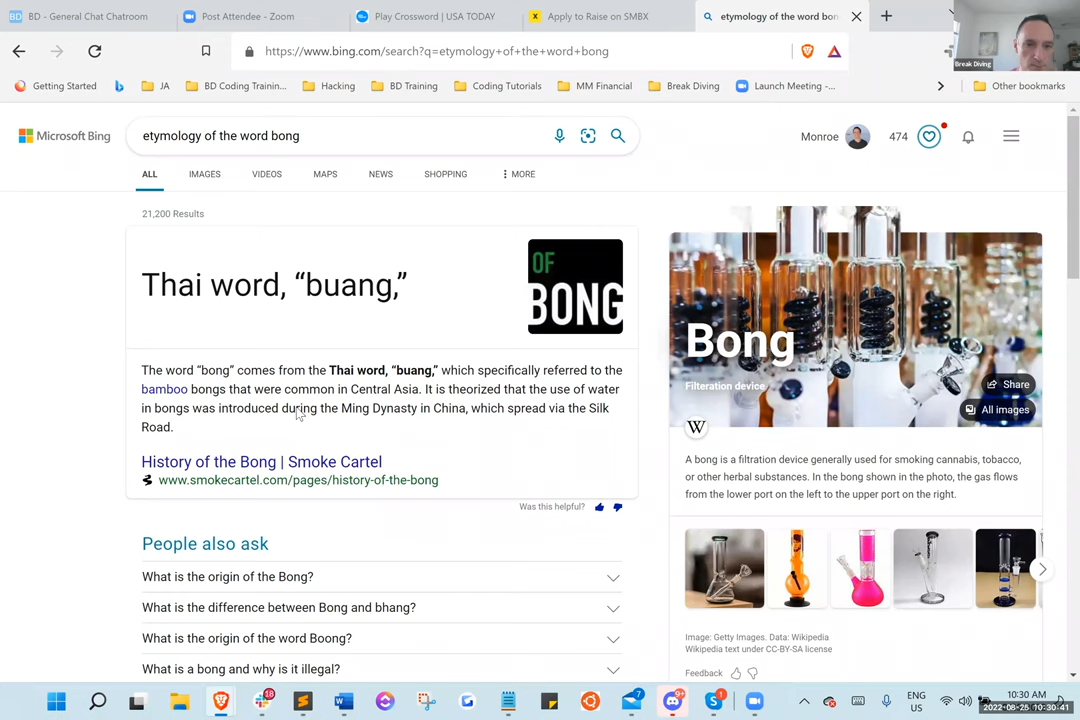 BD - General Chat Chatroom
Post Attendee - Zoom
Play Crossword | USA TODAY
Apply to Raise on SMBX
etymology of the word bon
Break Diving
https://www.bing.com/search?q=etymology+of+the+word+bong
Getting Started
JA
BD Coding Trainin...
Hacking
BD Training
Coding Tutorials
MM Financial
Break Diving
Launch Meeting -...
Other bookmarks
Microsoft Bing
etymology of the word bong
Monroe
474
ALL
IMAGES
VIDEOS
MAPS
NEWS
SHOPPING
MORE
21,200 Results
Thai word, “buang,”
OF
BONG
The word “bong” comes from the Thai word, “buang,” which specifically referred to the
bamboo bongs that were common in Central Asia. It is theorized that the use of water
in bongs was introduced during the Ming Dynasty in China, which spread via the Silk
Road.
History of the Bong | Smoke Cartel
www.smokecartel.com/pages/history-of-the-bong
Was this helpful?
People also ask
What is the origin of the Bong?
What is the difference between Bong and bhang?
What is the origin of the word Boong?
What is a bong and why is it illegal?
Bong
Filteration device
Share
All images
W
A bong is a filtration device generally used for smoking cannabis, tobacco,
or other herbal substances. In the bong shown in the photo, the gas flows
from the lower port on the left to the upper port on the right.
Image: Getty Images. Data: Wikipedia
Wikipedia text under CC-BY-SA license
Feedback
18
7
9+
1
ENG
US
10:30 AM
2022-08-25 10:30:41